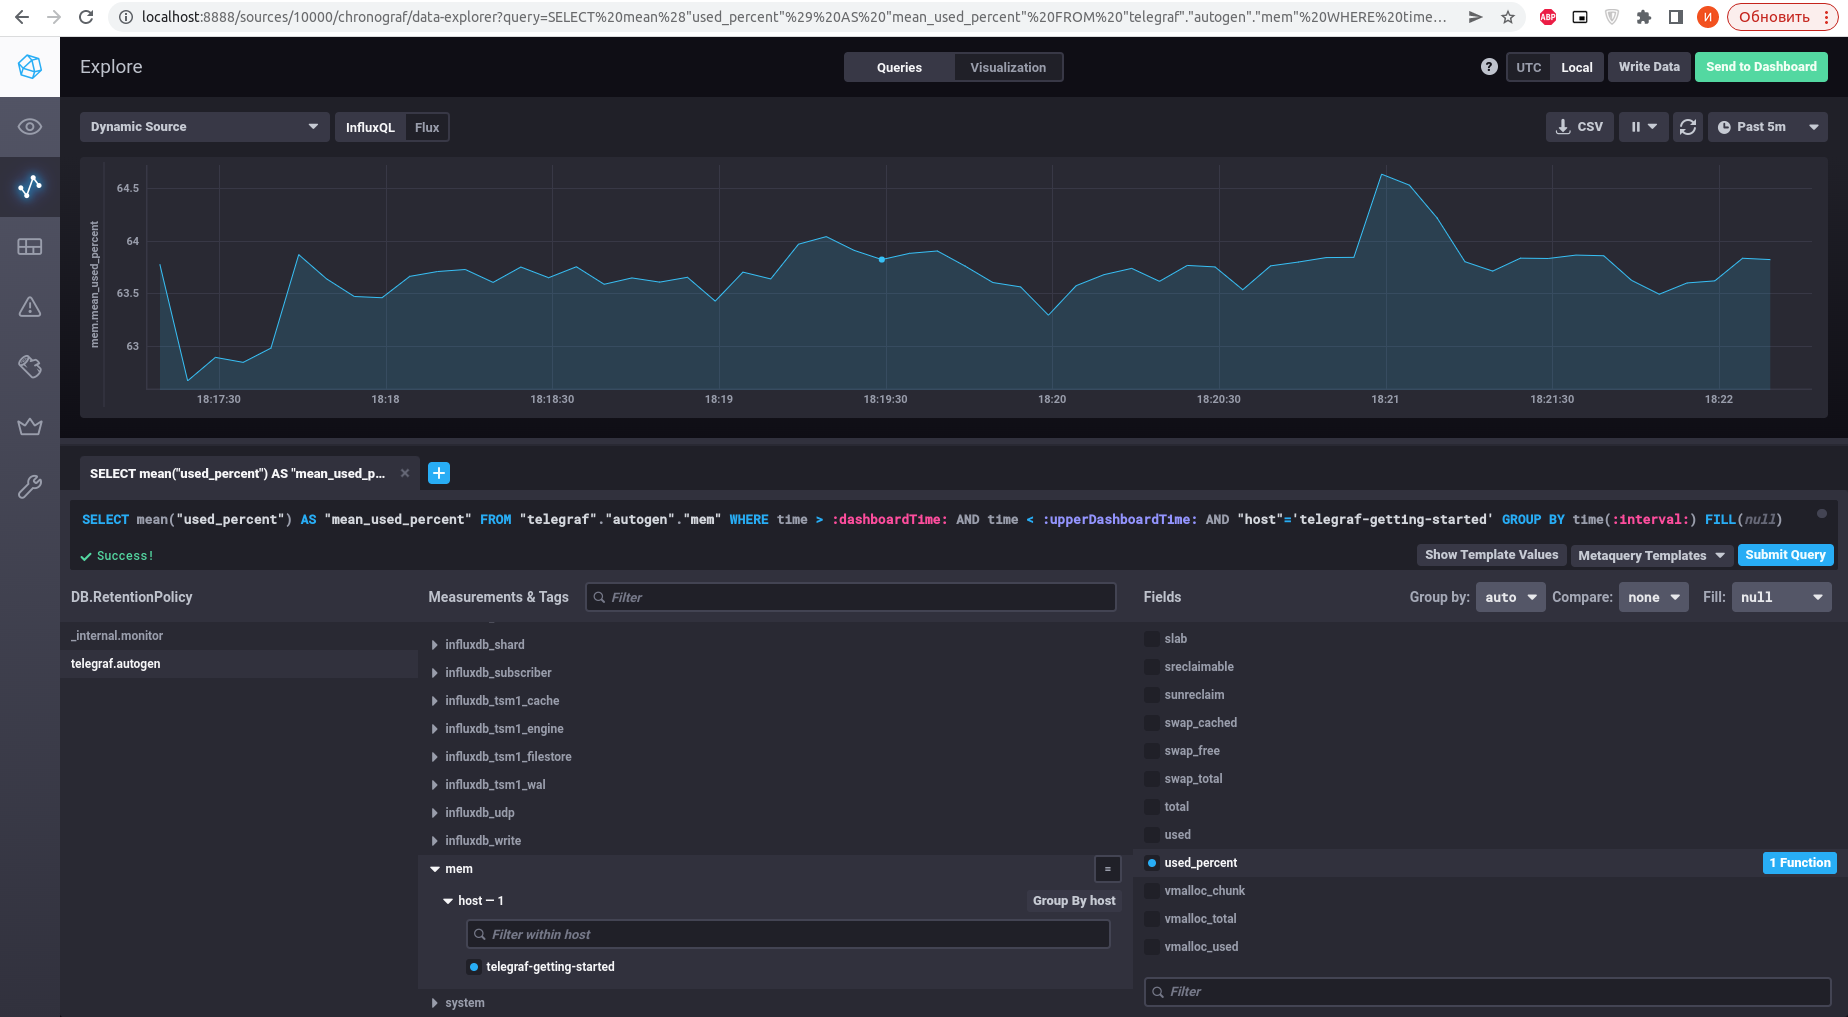 localhost:8888/sources/10000/chronograf/data-explorer?query=SELECT%20mean%28"used_percent"%29%20AS%20"mean_used_percent"%20FROM%20"telegraf"."autogen"."mem"%20WHERE%20time...
ABP
И
Обновить
Explore
Queries
Visualization
?
UTC
Local
Write Data
Send to Dashboard
Dynamic Source
InfluxQL
Flux
CSV
Past 5m
mem.mean_used_percent
64.5
64
63.5
63
18:17:30
18:18
18:18:30
18:19
18:19:30
18:20
18:20:30
18:21
18:21:30
18:22
SELECT mean("used_percent") AS "mean_used_p...
SELECT mean("used_percent") AS "mean_used_percent" FROM "telegraf"."autogen"."mem" WHERE time > :dashboardTime: AND time < :upperDashboardTime: AND "host"='telegraf-getting-started' GROUP BY time(:interval:) FILL(null)
Success!
Show Template Values
Metaquery Templates
Submit Query
DB.RetentionPolicy
_internal.monitor
telegraf.autogen
Measurements & Tags
Filter
influxdb_shard
influxdb_subscriber
influxdb_tsm1_cache
influxdb_tsm1_engine
influxdb_tsm1_filestore
influxdb_tsm1_wal
influxdb_udp
influxdb_write
mem
=
host — 1
Group By host
Filter within host
telegraf-getting-started
system
Fields
Group by:
auto
Compare:
none
Fill:
null
slab
sreclaimable
sunreclaim
swap_cached
swap_free
swap_total
total
used
used_percent
1 Function
vmalloc_chunk
vmalloc_total
vmalloc_used
Filter